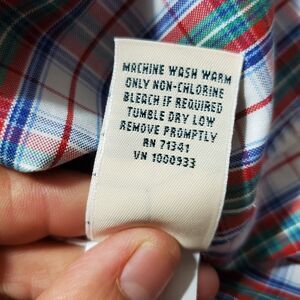 MACHINE WASH WARM
ONLY NON-CHLORINE
BLEACH IF REQUIRED
TUMBLE DRY LOW
REMOVE PROMPTLY
RN 71341
VN 1000933